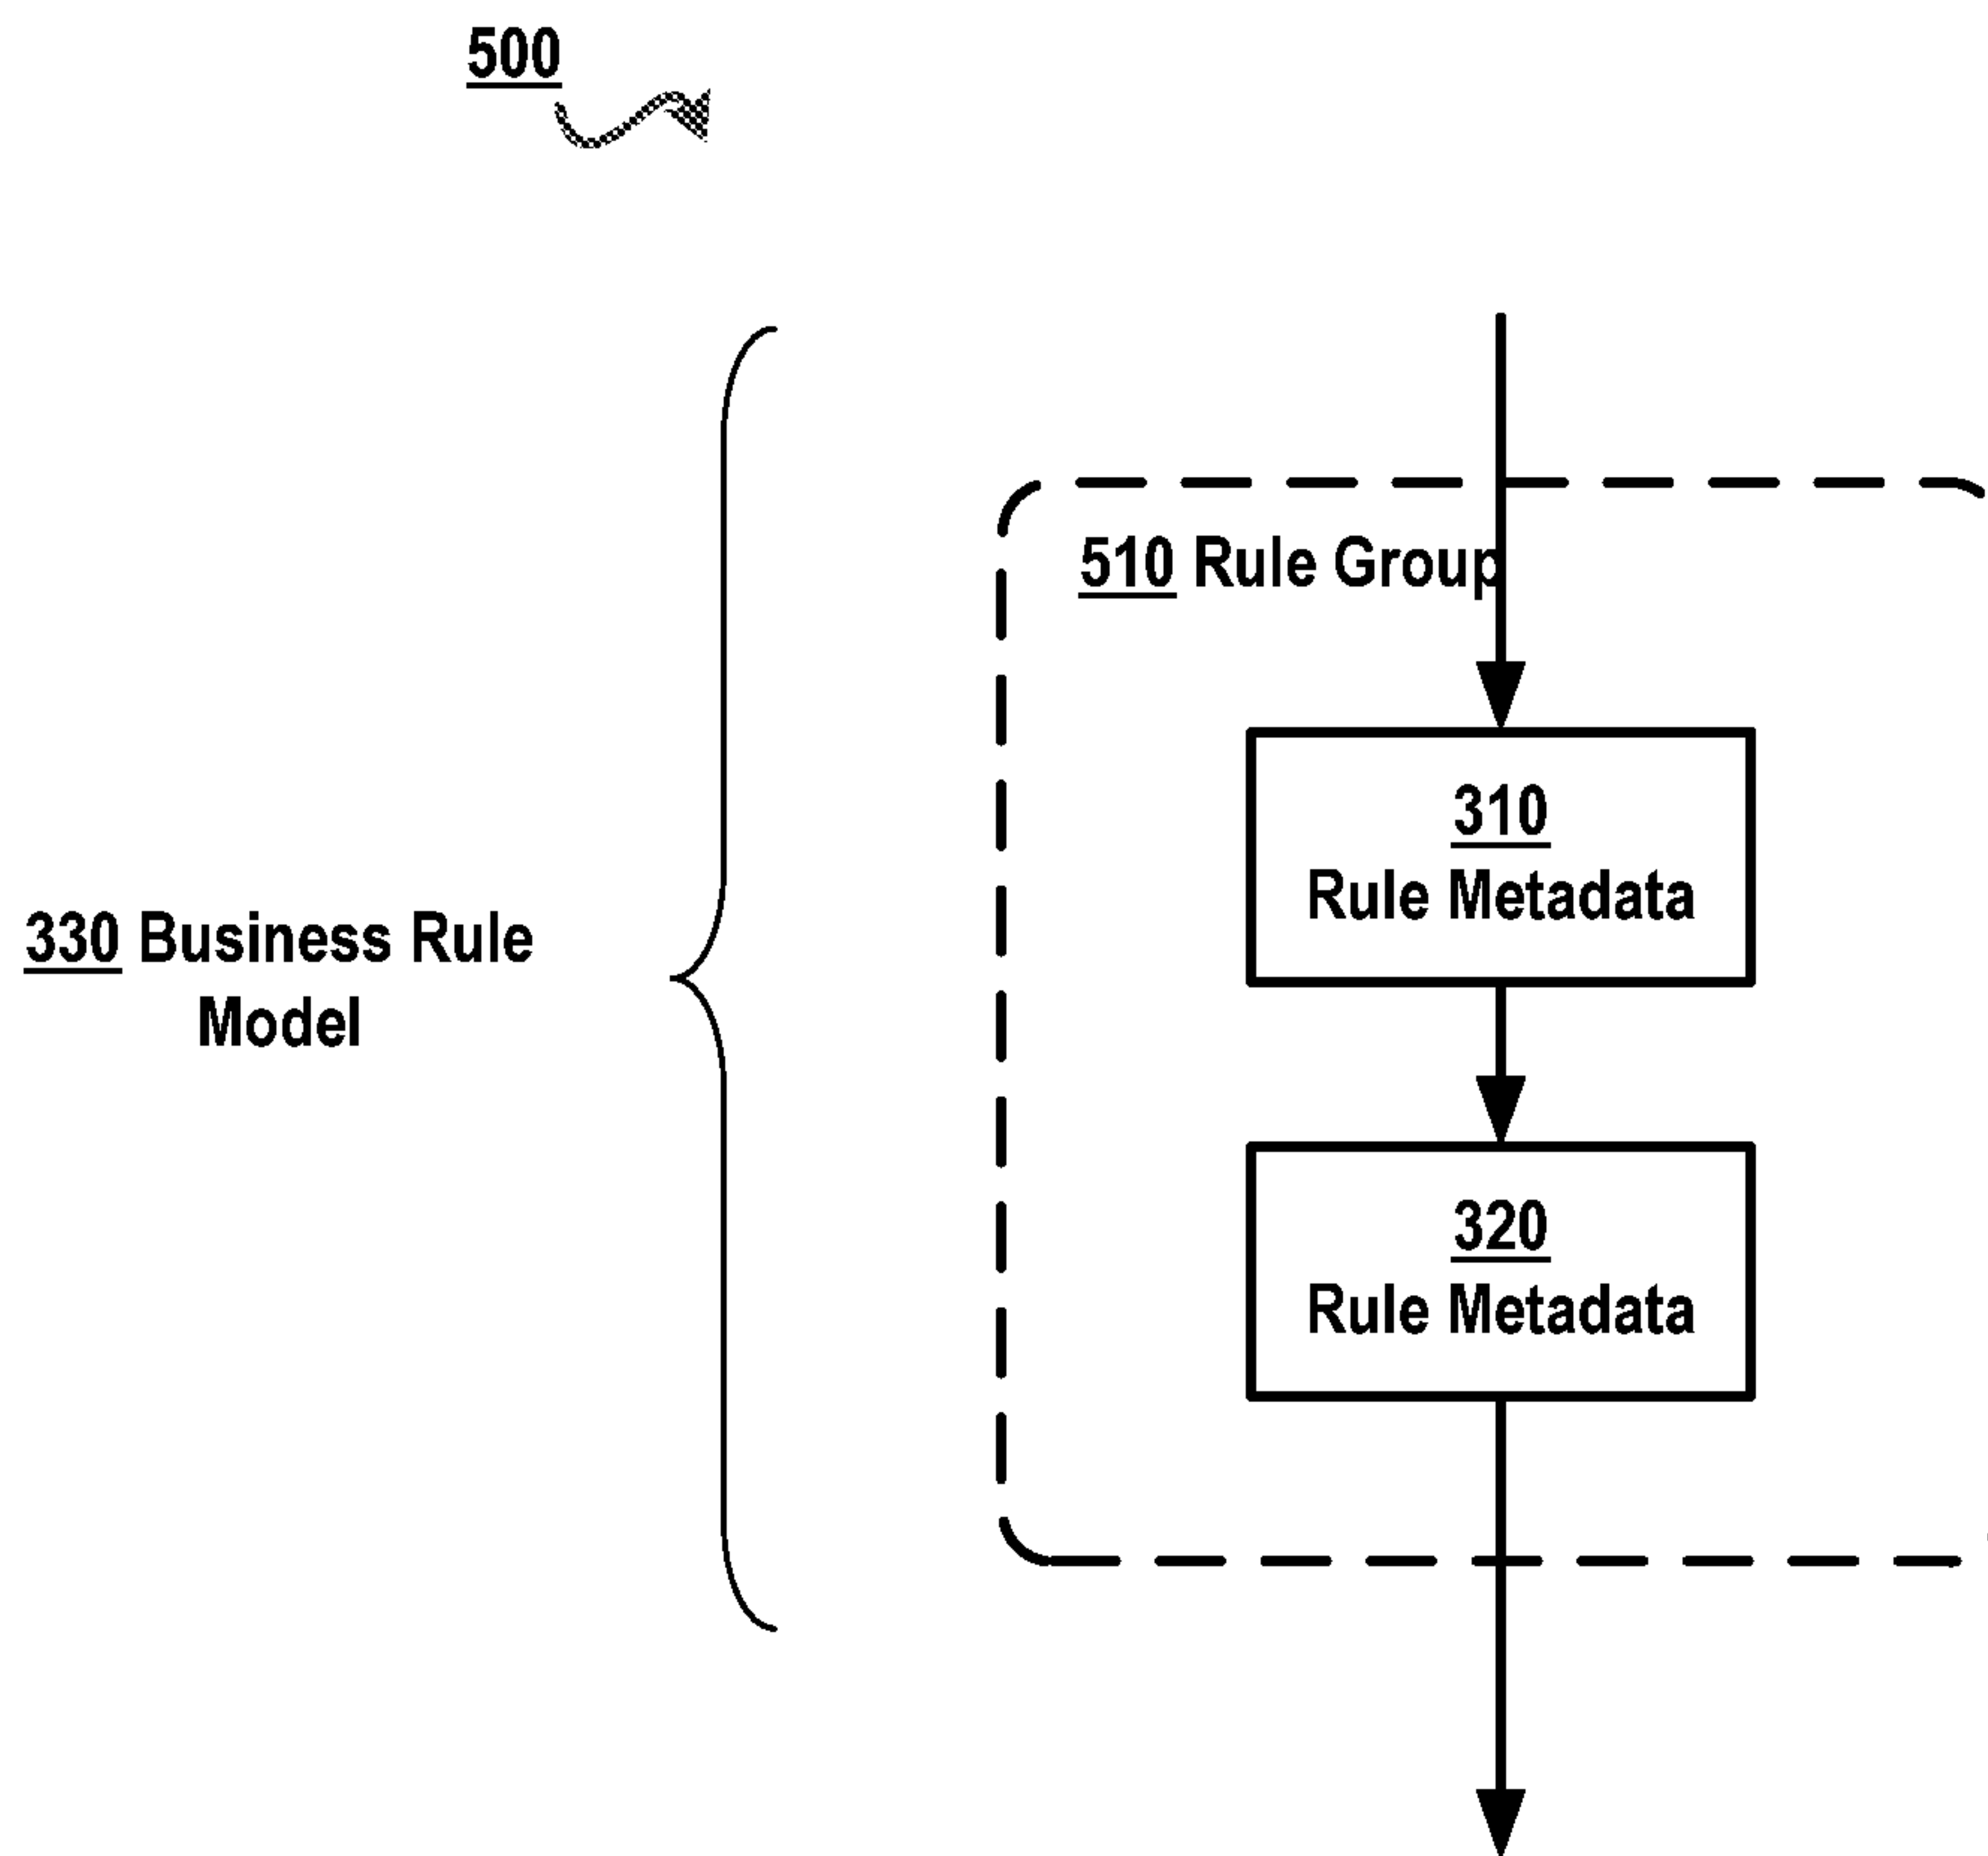 500
510 Rule Group
310
Rule Metadata
330 Business Rule
Model
320
Rule Metadata